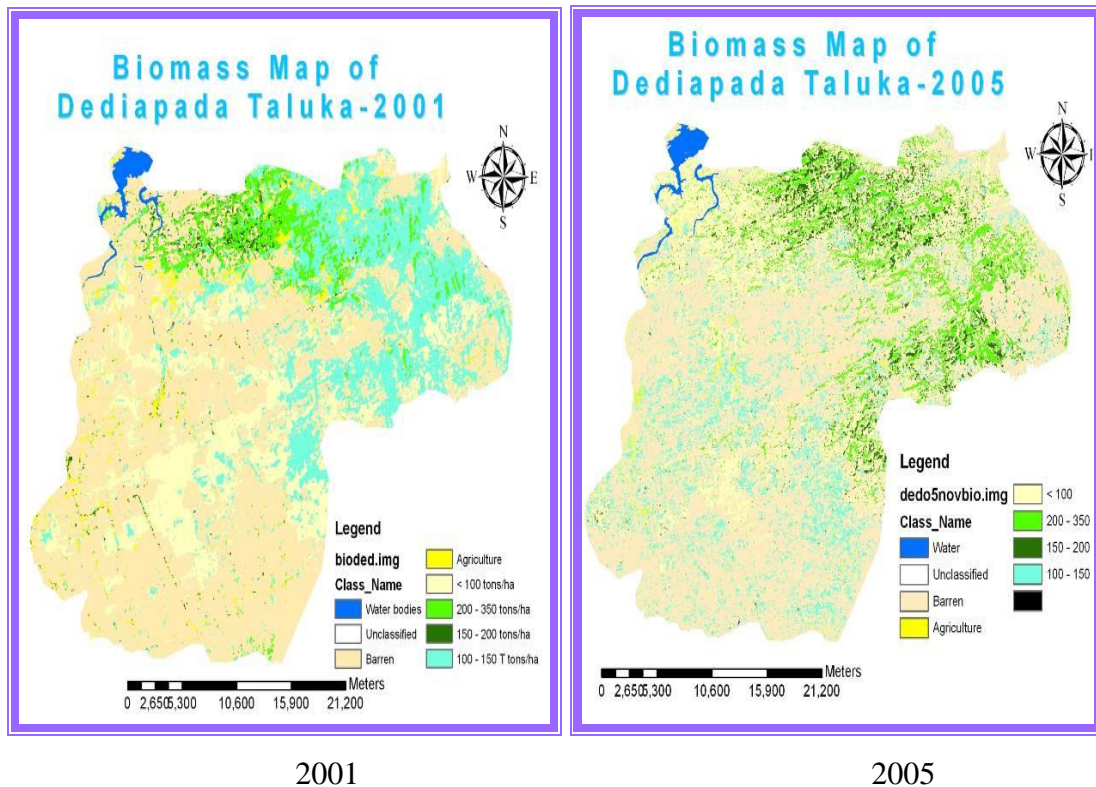 Biomass Map of
Dediapada Taluka-2001
N
W E
S
Legend
bioded.img
Class_Name
Water bodies
Unclassified
Barren
Agriculture
< 100 tons/ha
200 - 350 tons/ha
150 - 200 tons/ha
100 - 150 T tons/ha
Meters
0 2,650 5,300 10,600 15,900 21,200
Biomass Map of
Dediapada Taluka-2005
N
W
S
Legend
dedo5novbio.img
Class_Name
Water
Unclassified
Barren
Agriculture
< 100
200 - 350
150 - 200
100 - 150
Meters
0 2,650 5,300 10,600 15,900 21,200
2001
2005